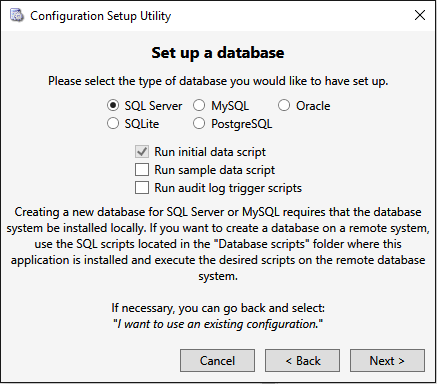 Configuration Setup Utility
Set up a database
Please select the type of database you would like to have set up.
SQL Server MySQL Oracle
SQLite PostgreSQL
Run initial data script
Run sample data script
Run audit log trigger scripts
Creating a new database for SQL Server or MySQL requires that the database
system be installed locally. If you want to create a database on a remote system,
use the SQL scripts located in the "Database scripts" folder where this
application is installed and execute the desired scripts on the remote database
system.
If necessary, you can go back and select:
"I want to use an existing configuration."
Cancel < Back Next >